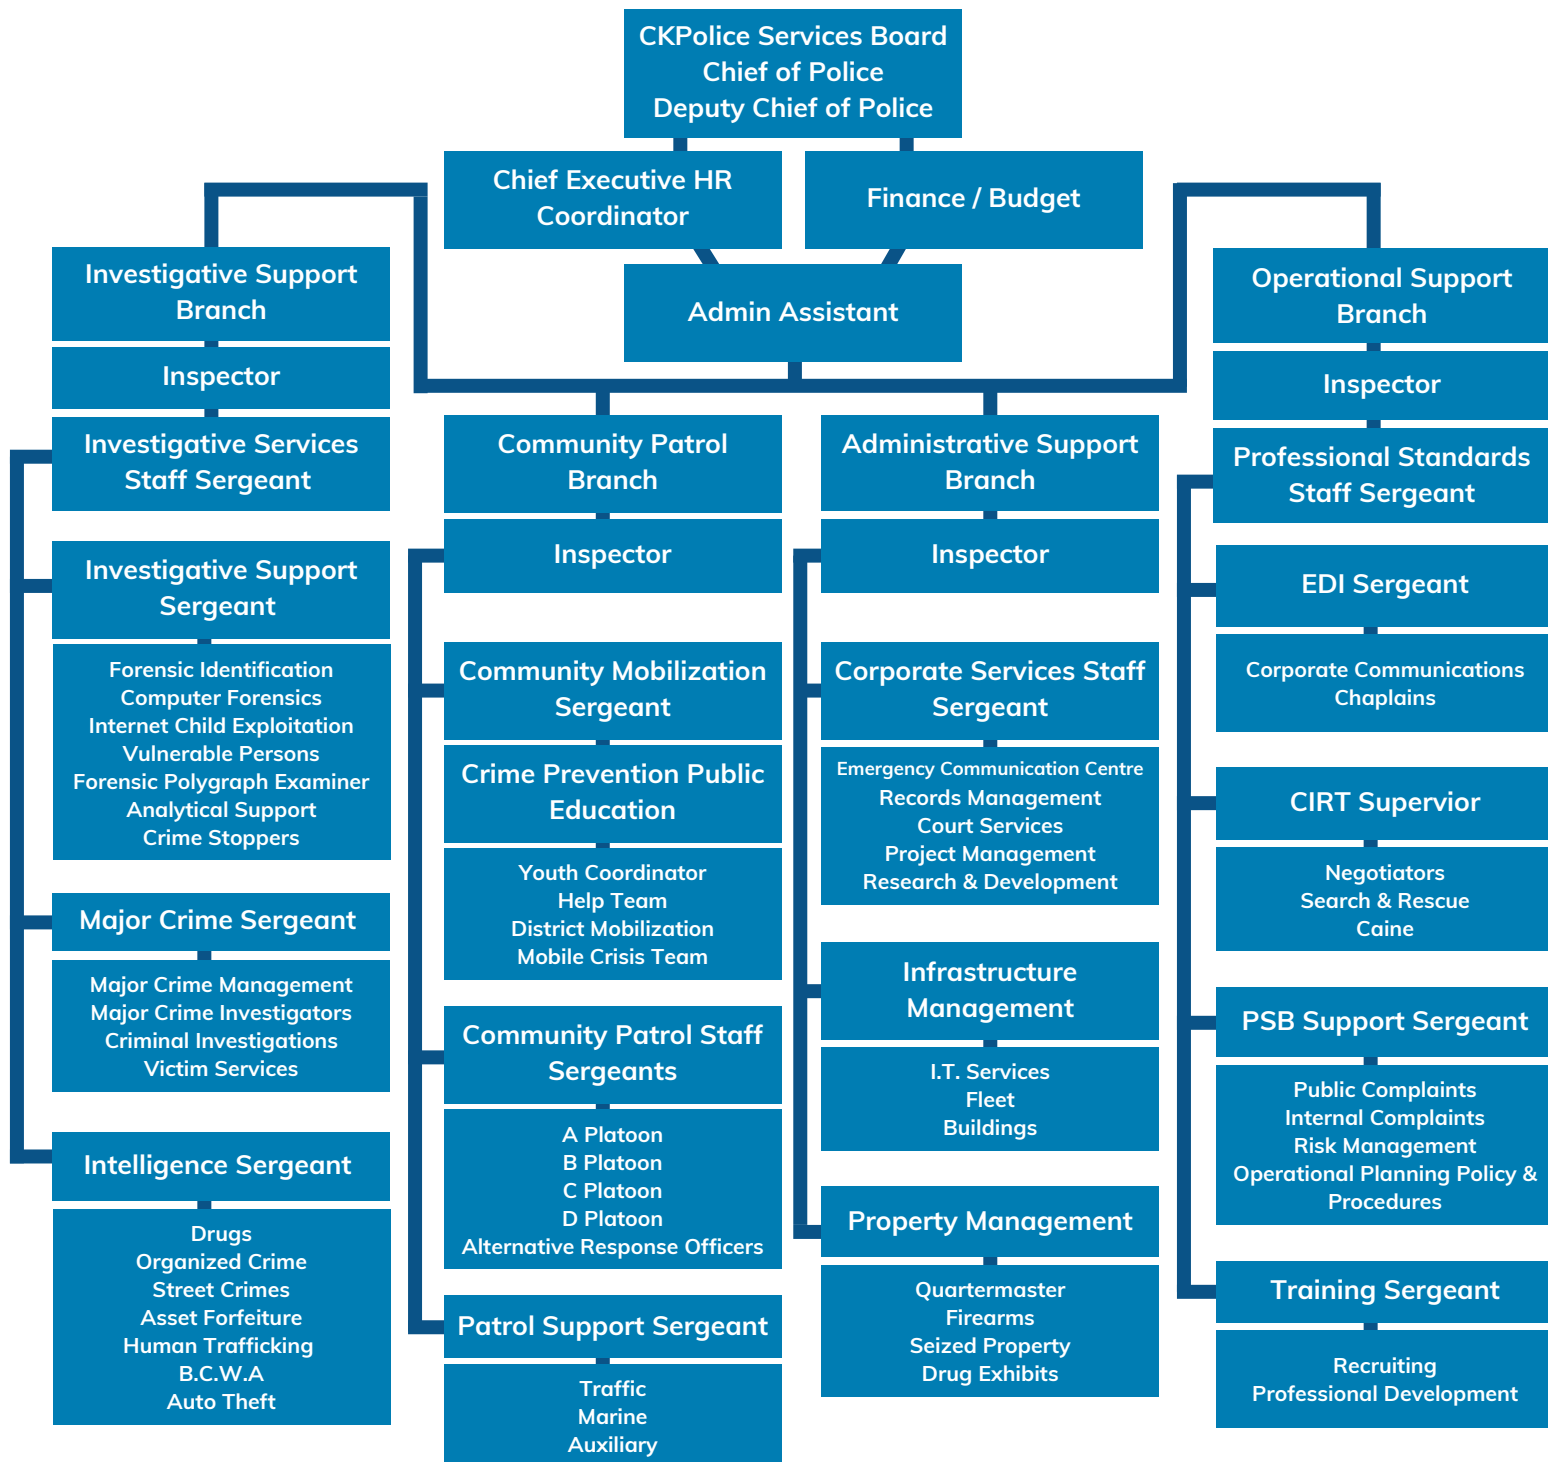 CKPolice Services Board
Chief of Police
Deputy Chief of Police
Chief Executive HR
Coordinator
Finance / Budget
Admin Assistant
Investigative Support
Branch
Inspector
Investigative Services
Staff Sergeant
Investigative Support
Sergeant
Forensic Identification
Computer Forensics
Internet Child Exploitation
Vulnerable Persons
Forensic Polygraph Examiner
Analytical Support
Crime Stoppers
Major Crime Sergeant
Major Crime Management
Major Crime Investigators
Criminal Investigations
Victim Services
Intelligence Sergeant
Drugs
Organized Crime
Street Crimes
Asset Forfeiture
Human Trafficking
B.C.W.A
Auto Theft
Community Patrol
Branch
Inspector
Community Mobilization
Sergeant
Crime Prevention Public
Education
Youth Coordinator
Help Team
District Mobilization
Mobile Crisis Team
Community Patrol Staff
Sergeants
A Platoon
B Platoon
C Platoon
D Platoon
Alternative Response Officers
Patrol Support Sergeant
Traffic
Marine
Auxiliary
Administrative Support
Branch
Inspector
Corporate Services Staff
Sergeant
Emergency Communication Centre
Records Management
Court Services
Project Management
Research & Development
Infrastructure
Management
I.T. Services
Fleet
Buildings
Property Management
Quartermaster
Firearms
Seized Property
Drug Exhibits
Operational Support
Branch
Inspector
Professional Standards
Staff Sergeant
EDI Sergeant
Corporate Communications
Chaplains
CIRT Supervior
Negotiators
Search & Rescue
Caine
PSB Support Sergeant
Public Complaints
Internal Complaints
Risk Management
Operational Planning Policy &
Procedures
Training Sergeant
Recruiting
Professional Development